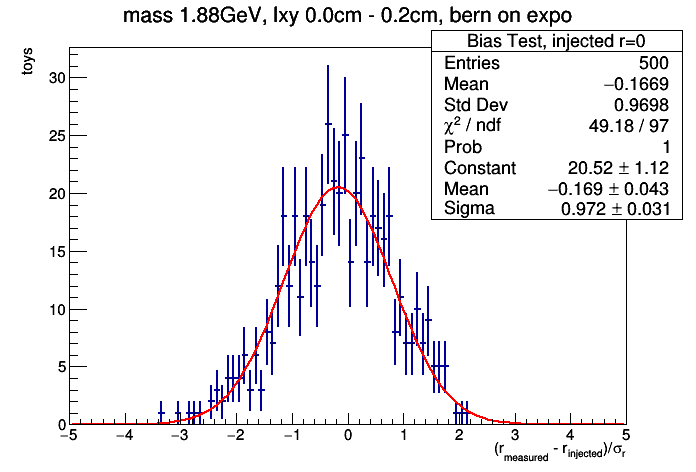 mass 1.88GeV, lxy 0.0cm - 0.2cm, bern on expo
toys
Bias Test, injected r=0
Entries 500
Mean −0.1669
Std Dev 0.9698
χ² / ndf 49.18 / 97
Prob 1
Constant 20.52 ± 1.12
Mean −0.169 ± 0.043
Sigma 0.972 ± 0.031
30
25
20
15
10
5
0
−5 −4 −3 −2 −1 0 1 2 3 4 5
(r_measured - r_injected)/σ_r